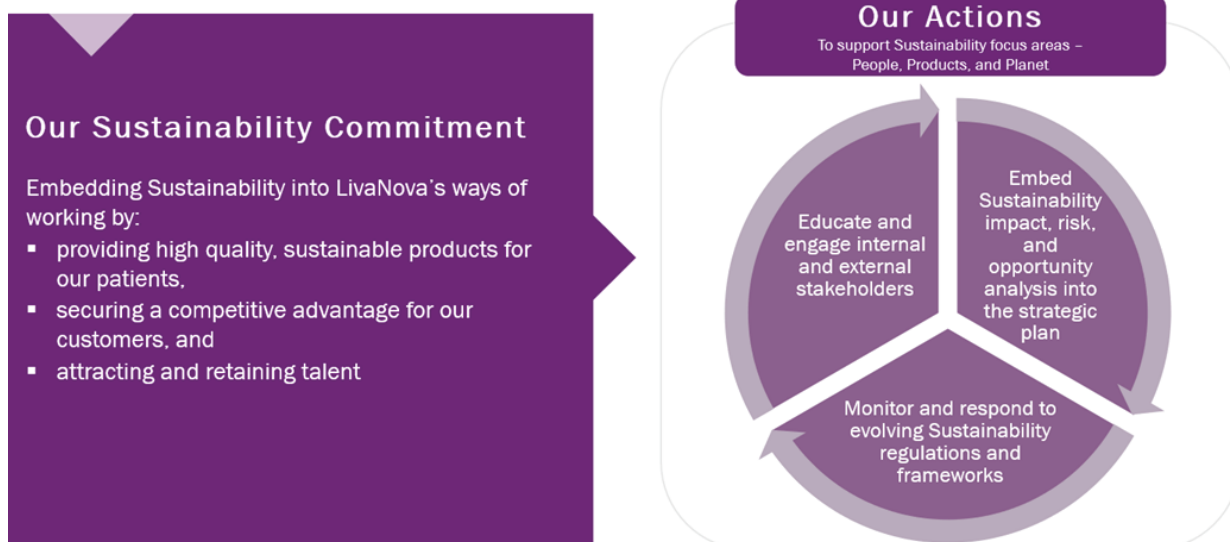 Our Sustainability Commitment
Embedding Sustainability into LivaNova's ways of
working by:
▪ providing high quality, sustainable products for
our patients,
▪ securing a competitive advantage for our
customers, and
▪ attracting and retaining talent
Our Actions
To support Sustainability focus areas –
People, Products, and Planet
Educate and
engage internal
and external
stakeholders
Embed
Sustainability
impact, risk,
and
opportunity
analysis into
the strategic
plan
Monitor and respond to
evolving Sustainability
regulations and
frameworks